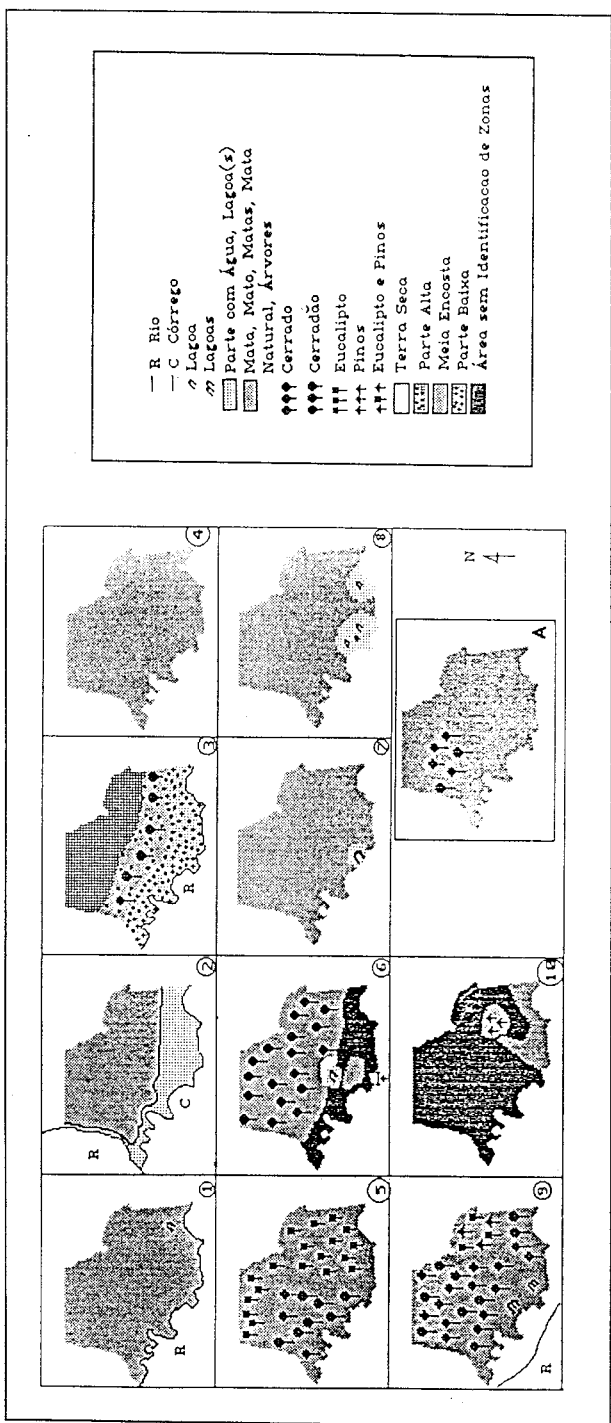 R
1
R
C
2
R
3
4
5
6
7
8
R
9
10
A
N
R Rio
C Córrego
Lagoa
Lagoas
Parte com Água, Lagoa(s)
Mata, Mato, Matas, Mata
Natural, Árvores
Cerrado
Cerradão
Eucalipto
Pinos
Eucalipto e Pinos
Terra Seca
Parte Alta
Meia Encosta
Parte Baixa
Área sem Identificacao de Zonas